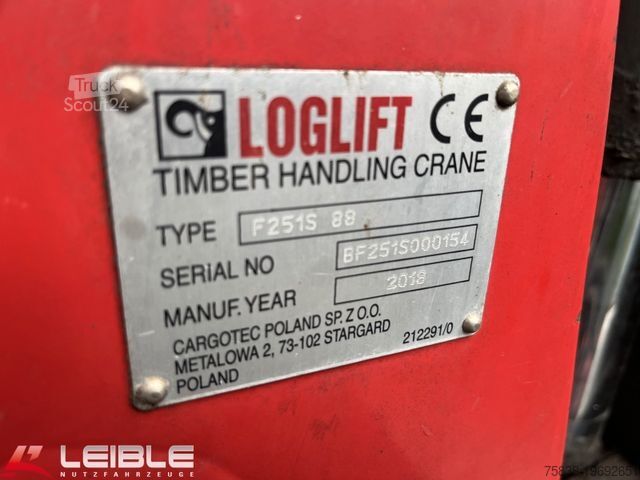 Truck
Scout24
LOGLIFT CE
TIMBER HANDLING CRANE
TYPE F251S 88
SERIAL NO BF251S000154
MANUF. YEAR 2018
CARGOTEC POLAND SP. Z O.O.
METALOWA 2, 73-102 STARGARD
POLAND
212291/0
LEIBLE
NUTZFAHRZEUGE